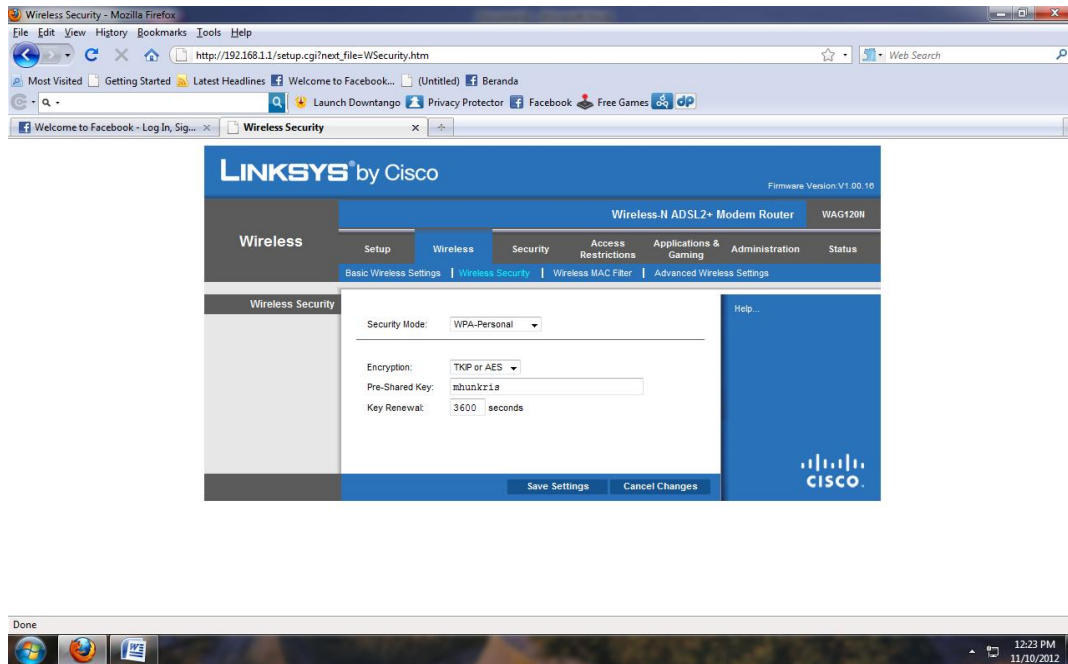 Wireless Security - Mozilla Firefox
File Edit View History Bookmarks Tools Help
http://192.168.1.1/setup.cgi?next_file=WSecurity.htm
Web Search
Most Visited Getting Started Latest Headlines Welcome to Facebook... (Untitled) Beranda
Launch Downtango Privacy Protector Facebook Free Games
Welcome to Facebook - Log In, Sig...
Wireless Security
LINKSYS® by Cisco
Firmware Version:V1.00.16
Wireless-N ADSL2+ Modem Router WAG120N
Wireless
Setup Wireless Security Access Restrictions Applications & Gaming Administration Status
Basic Wireless Settings | Wireless Security | Wireless MAC Filter | Advanced Wireless Settings
Wireless Security
Help...
Security Mode: WPA-Personal
Encryption: TKIP or AES
Pre-Shared Key: mhunkris
Key Renewal: 3600 seconds
CISCO.
Save Settings Cancel Changes
Done
12:23 PM
11/10/2012